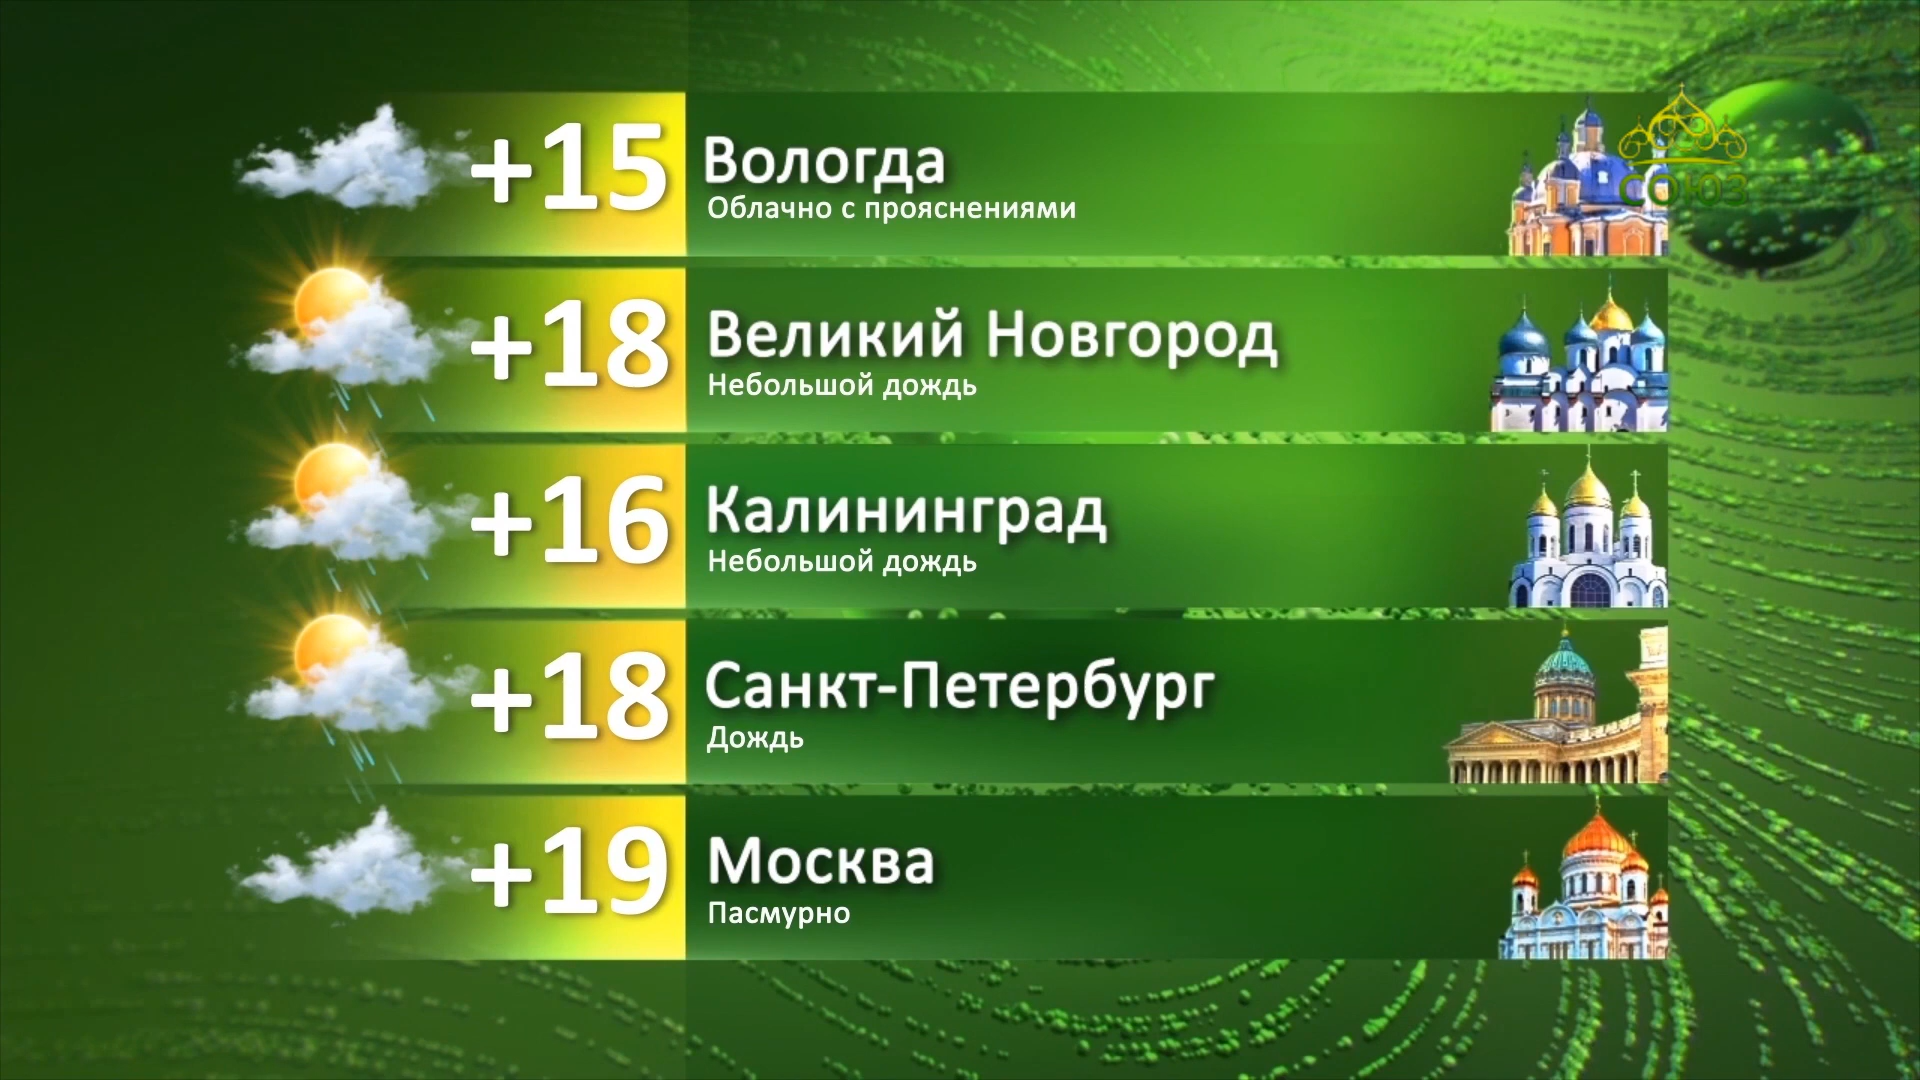 +15
Вологда
Облачно с прояснениями
СОЮЗ
+18
Великий Новгород
Небольшой дождь
+16
Калининград
Небольшой дождь
+18
Санкт-Петербург
Дождь
+19
Москва
Пасмурно